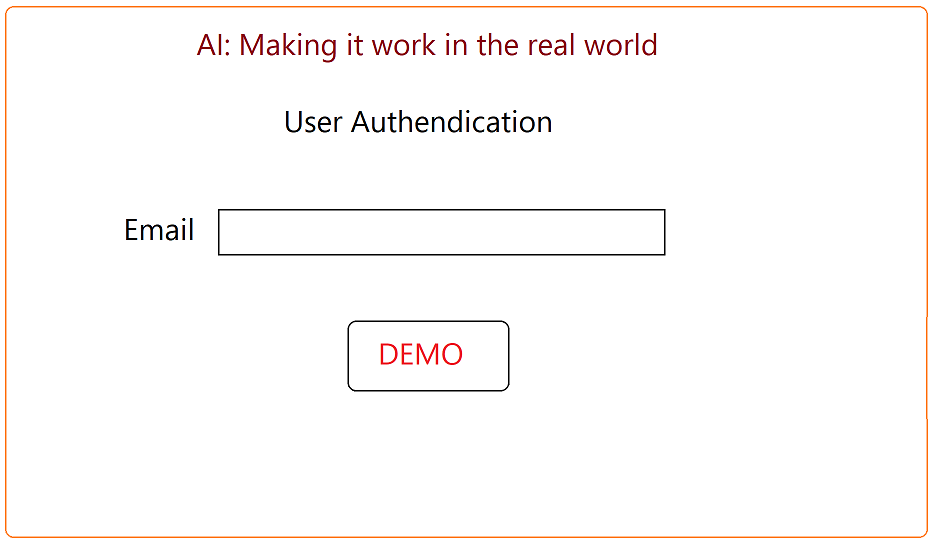 AI: Making it work in the real world
User Authendication
Email
DEMO